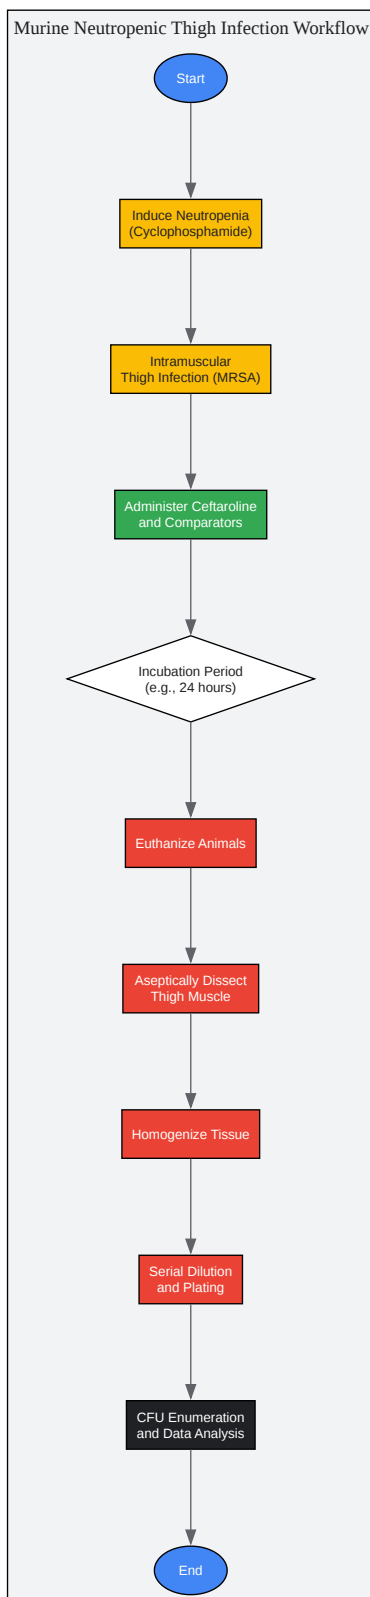 Murine Neutropenic Thigh Infection Workflow
Start
Induce Neutropenia
(Cyclophosphamide)
Intramuscular
Thigh Infection (MRSA)
Administer Ceftaroline
and Comparators
Incubation Period
(e.g., 24 hours)
Euthanize Animals
Aseptically Dissect
Thigh Muscle
Homogenize Tissue
Serial Dilution
and Plating
CFU Enumeration
and Data Analysis
End